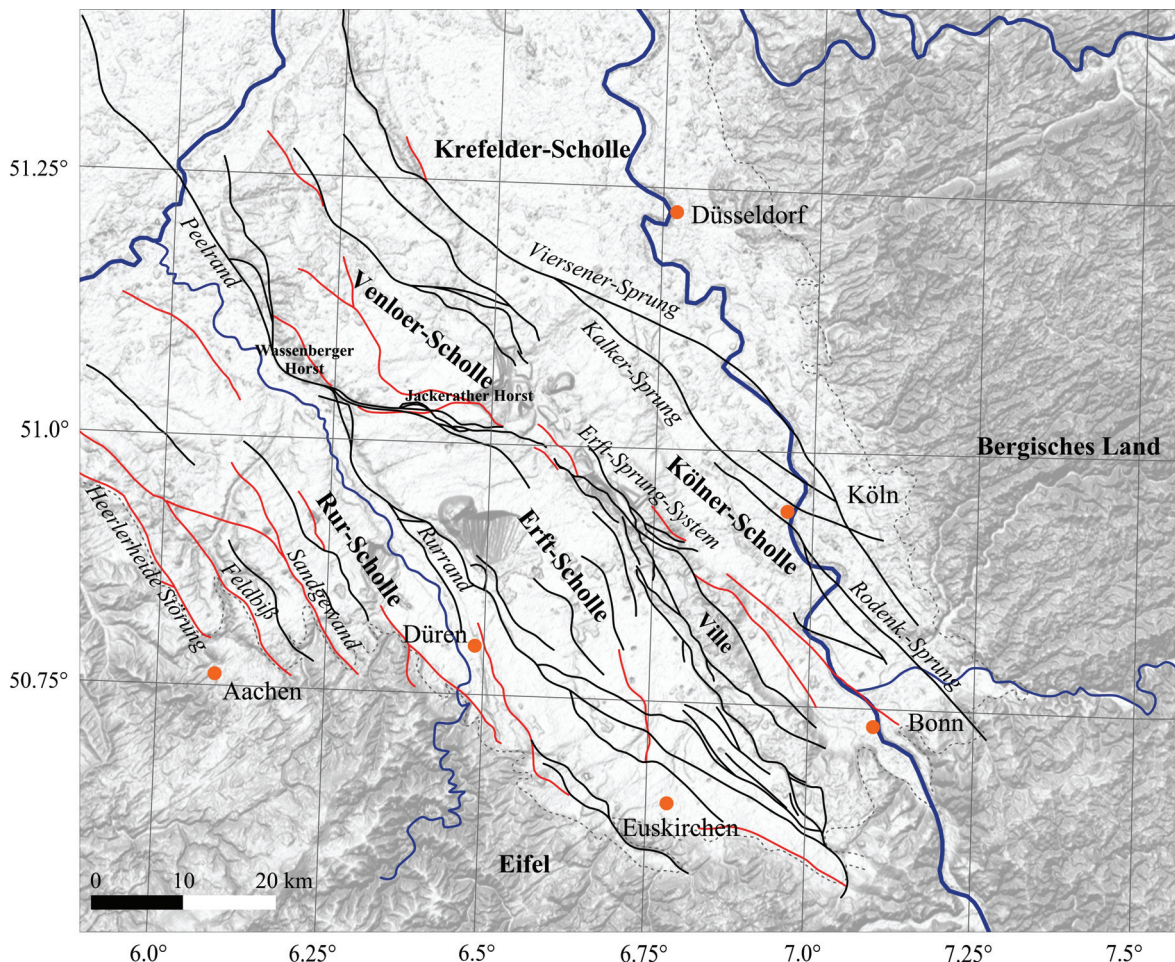 Krefelder-Scholle
51.25°
Düsseldorf
Peelrand
Viersener-Sprung
Venloer-Scholle
Kalker-Sprung
Wassenberger
Horst
Jackerather Horst
51.0°
Erft-Sprung-System
Bergisches Land
Kölner-Scholle
Köln
Heerlerheide-Störung
Feldbiß
Sandgewand
Rur-Scholle
Rurrand
Erft-Scholle
Ville
Rodenk.-Sprung
Düren
50.75°
Aachen
Bonn
Euskirchen
Eifel
0 10 20 km
6.0° 6.25° 6.5° 6.75° 7.0° 7.25° 7.5°